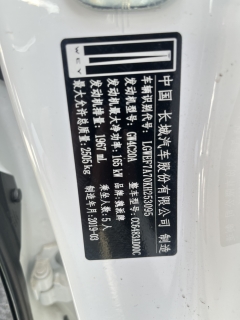 中国 长城汽车股份有限公司 制造
车辆识别代号: LGWEF7A70KH253095
发动机型号: GW4C20A 整车型号: CC6483AD00C
发动机最大净功率: 165 kW 品牌: 魏派牌
发动机排量: 1967 mL 乘坐人数: 5 人
最大允许总质量: 2505 kg 制造年月: 2019-03